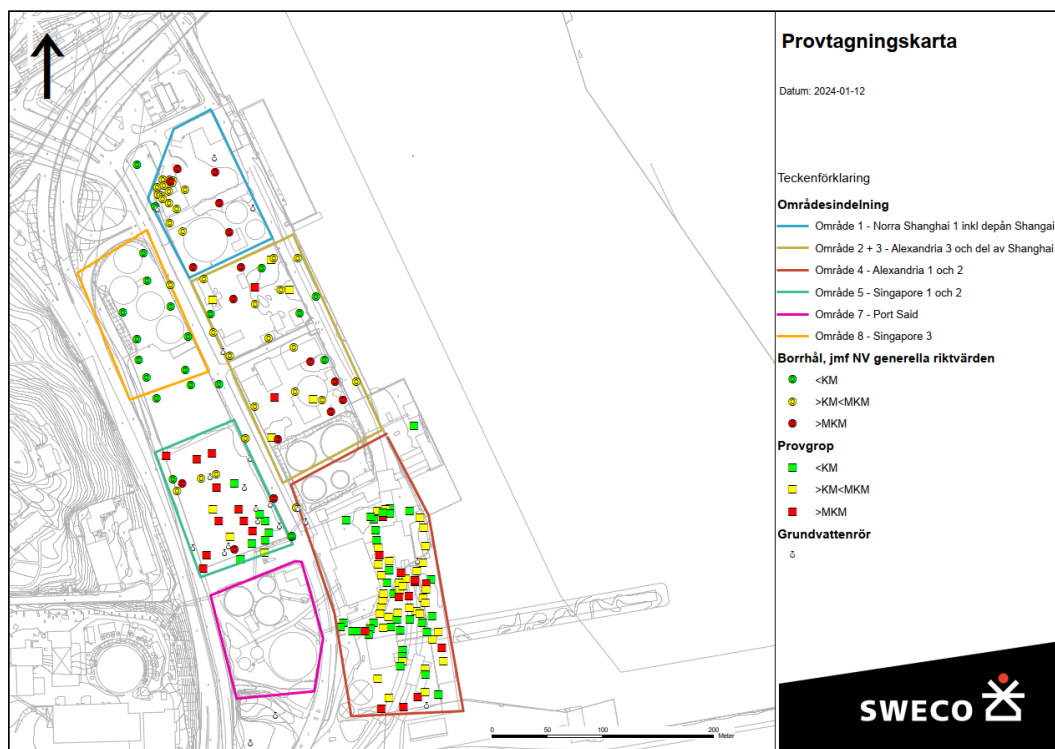 Provtagningskarta
Datum: 2024-01-12
Teckenförklaring
Områdesindelning
Område 1 - Norra Shanghai 1 inkl depån Shangai
Område 2 + 3 - Alexandria 3 och del av Shanghai
Område 4 - Alexandria 1 och 2
Område 5 - Singapore 1 och 2
Område 7 - Port Said
Område 8 - Singapore 3
Borrhål, jmf NV generella riktvärden
<KM
>KM<MKM
>MKM
Provgrop
<KM
>KM<MKM
>MKM
Grundvattenrör
0 50 100 200
Meter
SWECO